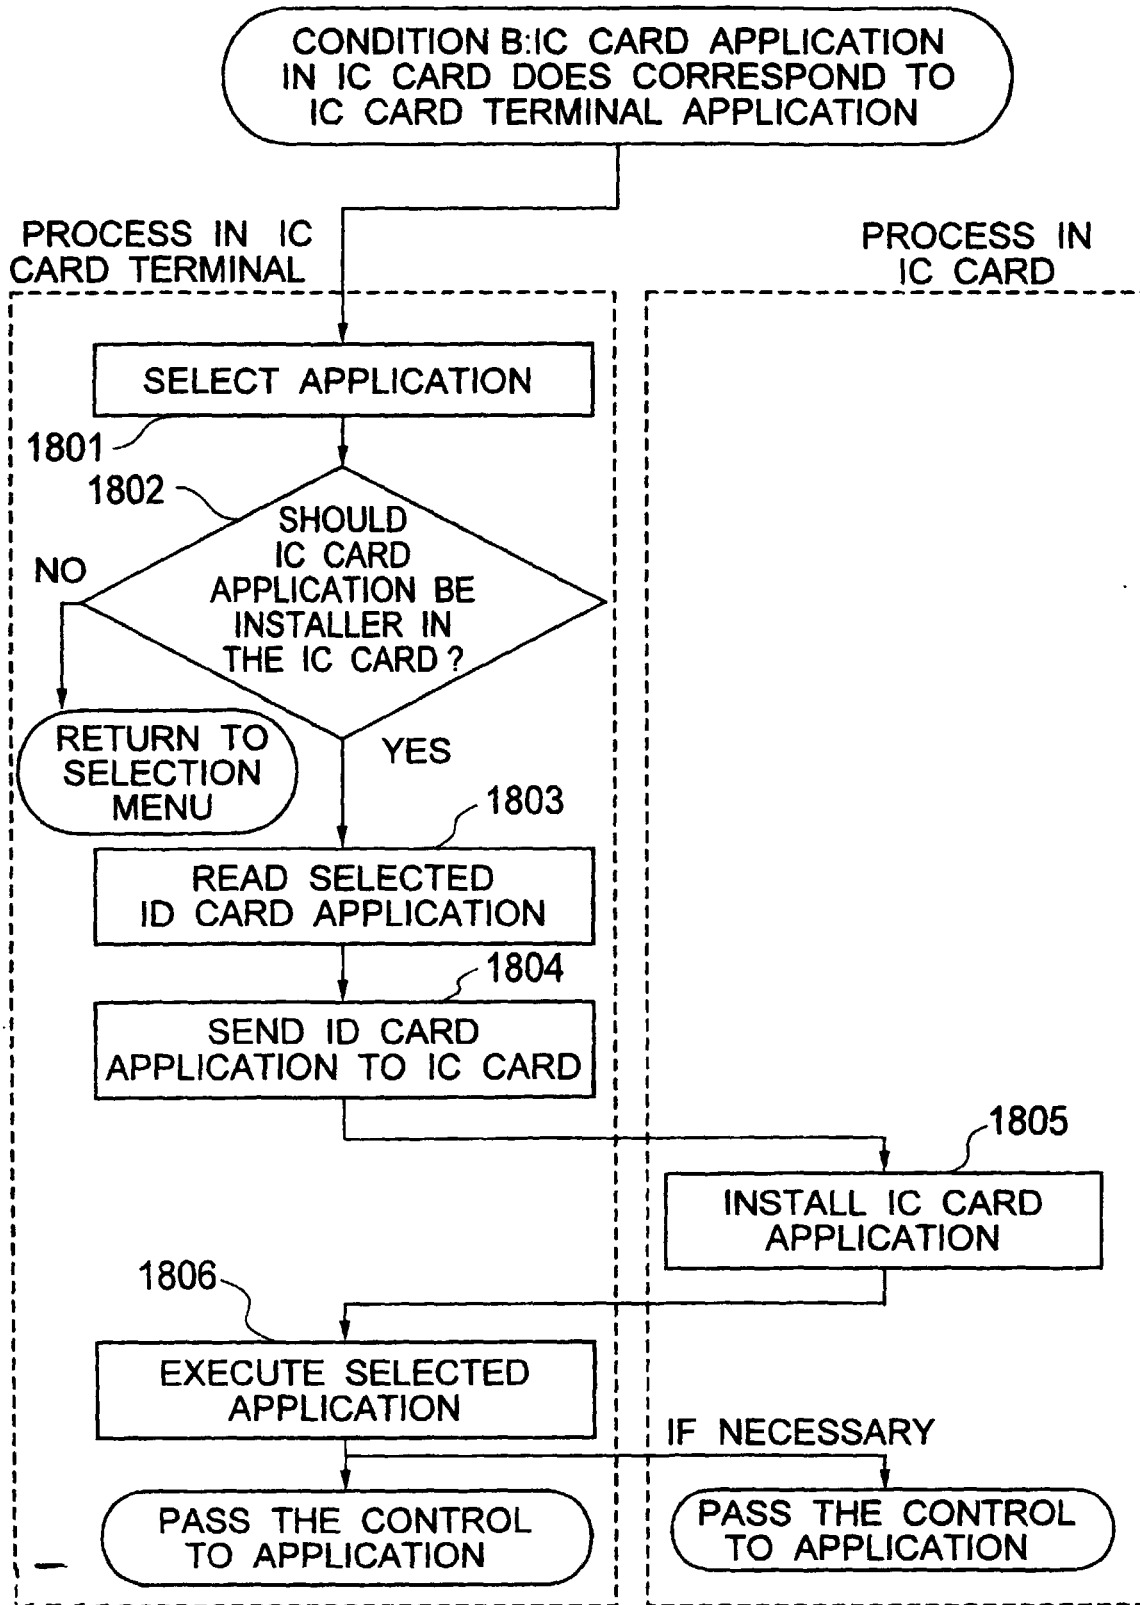 CONDITION B:IC CARD APPLICATION
IN IC CARD DOES CORRESPOND TO
IC CARD TERMINAL APPLICATION
PROCESS IN IC
CARD TERMINAL
PROCESS IN
IC CARD
SELECT APPLICATION
1801
1802
SHOULD
IC CARD
APPLICATION BE
INSTALLER IN
THE IC CARD?
NO
RETURN TO
SELECTION
MENU
YES
1803
READ SELECTED
ID CARD APPLICATION
1804
SEND ID CARD
APPLICATION TO IC CARD
1805
INSTALL IC CARD
APPLICATION
1806
EXECUTE SELECTED
APPLICATION
IF NECESSARY
PASS THE CONTROL
TO APPLICATION
PASS THE CONTROL
TO APPLICATION